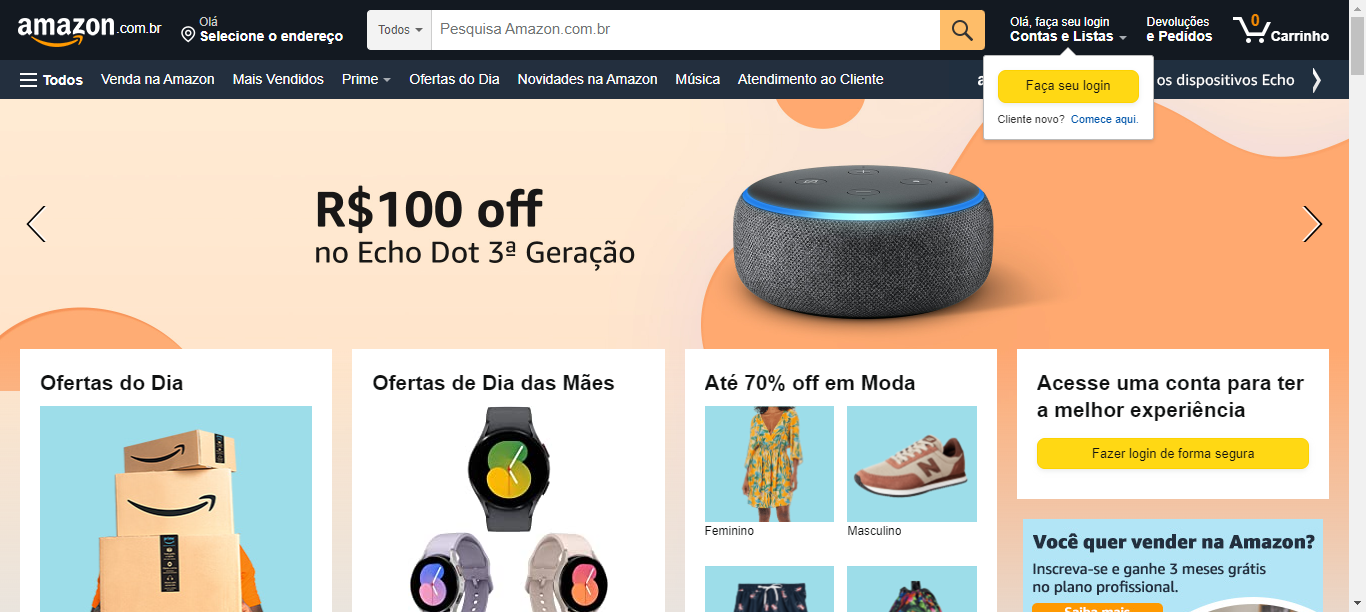 amazon.com.br
Olá
Selecione o endereço
Todos
Pesquisa Amazon.com.br
Olá, faça seu login
Contas e Listas
Devoluções
e Pedidos
0
Carrinho
Todos
Venda na Amazon
Mais Vendidos
Prime
Ofertas do Dia
Novidades na Amazon
Música
Atendimento ao Cliente
os dispositivos Echo
Faça seu login
Cliente novo? Comece aqui.
R$100 off
no Echo Dot 3ª Geração
Ofertas do Dia
Ofertas de Dia das Mães
Até 70% off em Moda
Feminino
Masculino
Acesse uma conta para ter
a melhor experiência
Fazer login de forma segura
Você quer vender na Amazon?
Inscreva-se e ganhe 3 meses grátis
no plano profissional.
Saiba mais